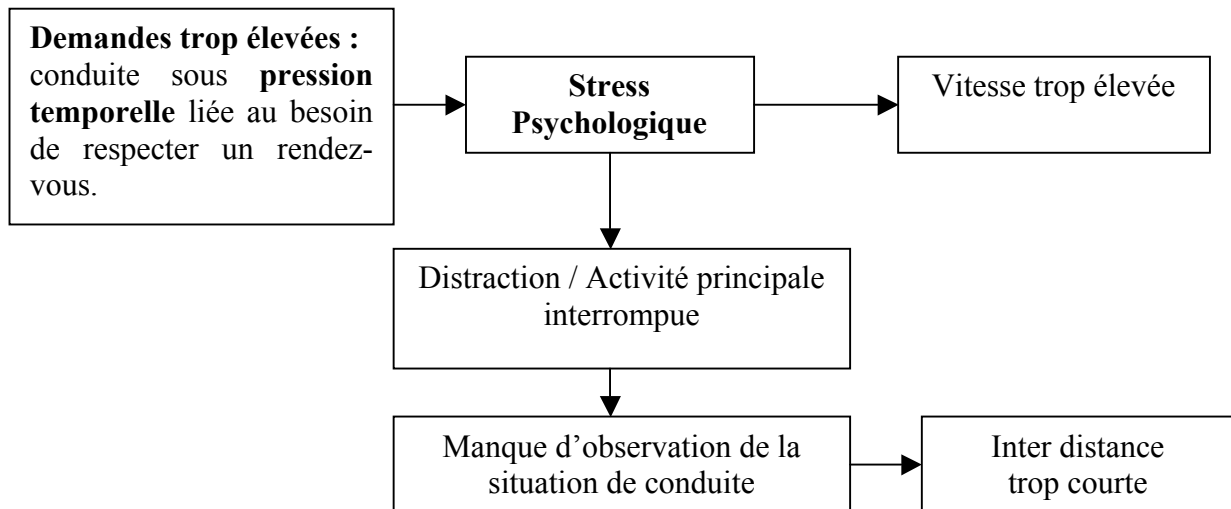 Demandes trop élevées :
conduite sous pression
temporelle liée au besoin
de respecter un rendez-
vous.
Stress
Psychologique
Vitesse trop élevée
Distraction / Activité principale
interrompue
Manque d’observation de la
situation de conduite
Inter distance
trop courte